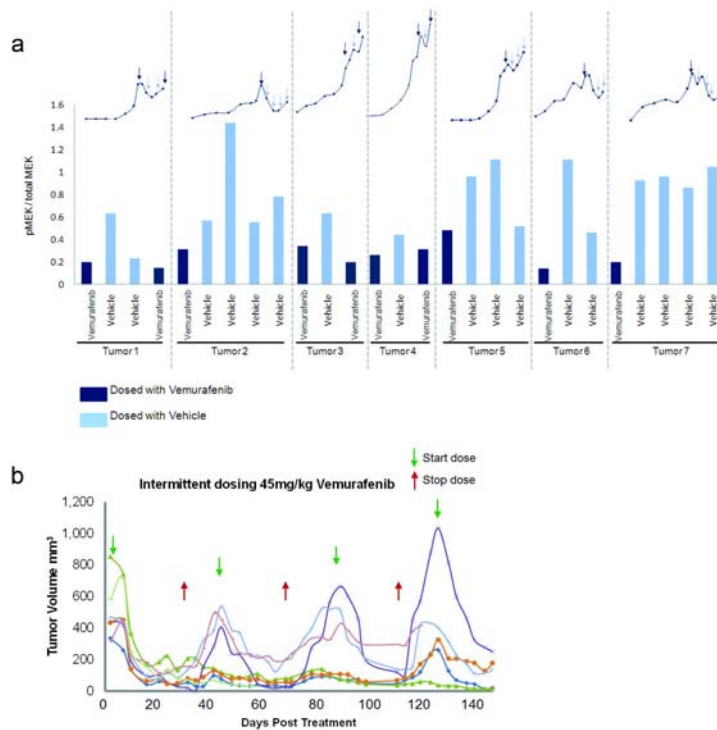 a
pMEK / total MEK
1.6
1.4
1.2
1
0.8
0.6
0.4
0.2
0
Vemurafenib
Vehicle
Vehicle
Vemurafenib
Vemurafenib
Vehicle
Vehicle
Vehicle
Vehicle
Vemurafenib
Vehicle
Vemurafenib
Vemurafenib
Vehicle
Vemurafenib
Vemurafenib
Vehicle
Vehicle
Vehicle
Vemurafenib
Vehicle
Vehicle
Vemurafenib
Vehicle
Vehicle
Vehicle
Vehicle
Tumor 1
Tumor 2
Tumor 3
Tumor 4
Tumor 5
Tumor 6
Tumor 7
Dosed with Vemurafenib
Dosed with Vehicle
b
Intermittent dosing 45mg/kg Vemurafenib
Start dose
Stop dose
Tumor Volume mm³
1,200
1,000
800
600
400
200
0
0 20 40 60 80 100 120 140
Days Post Treatment